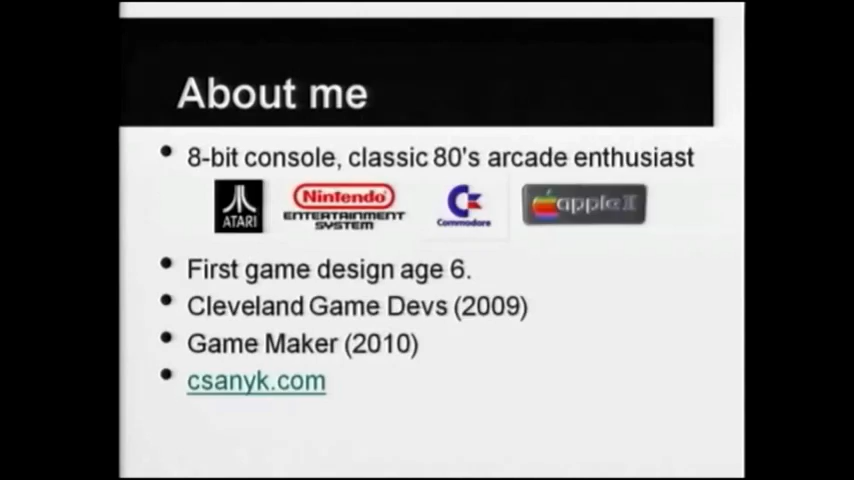 About me
8-bit console, classic 80's arcade enthusiast
ATARI
Nintendo
ENTERTAINMENT
SYSTEM
Commodore
apple II
First game design age 6.
Cleveland Game Devs (2009)
Game Maker (2010)
csanyk.com